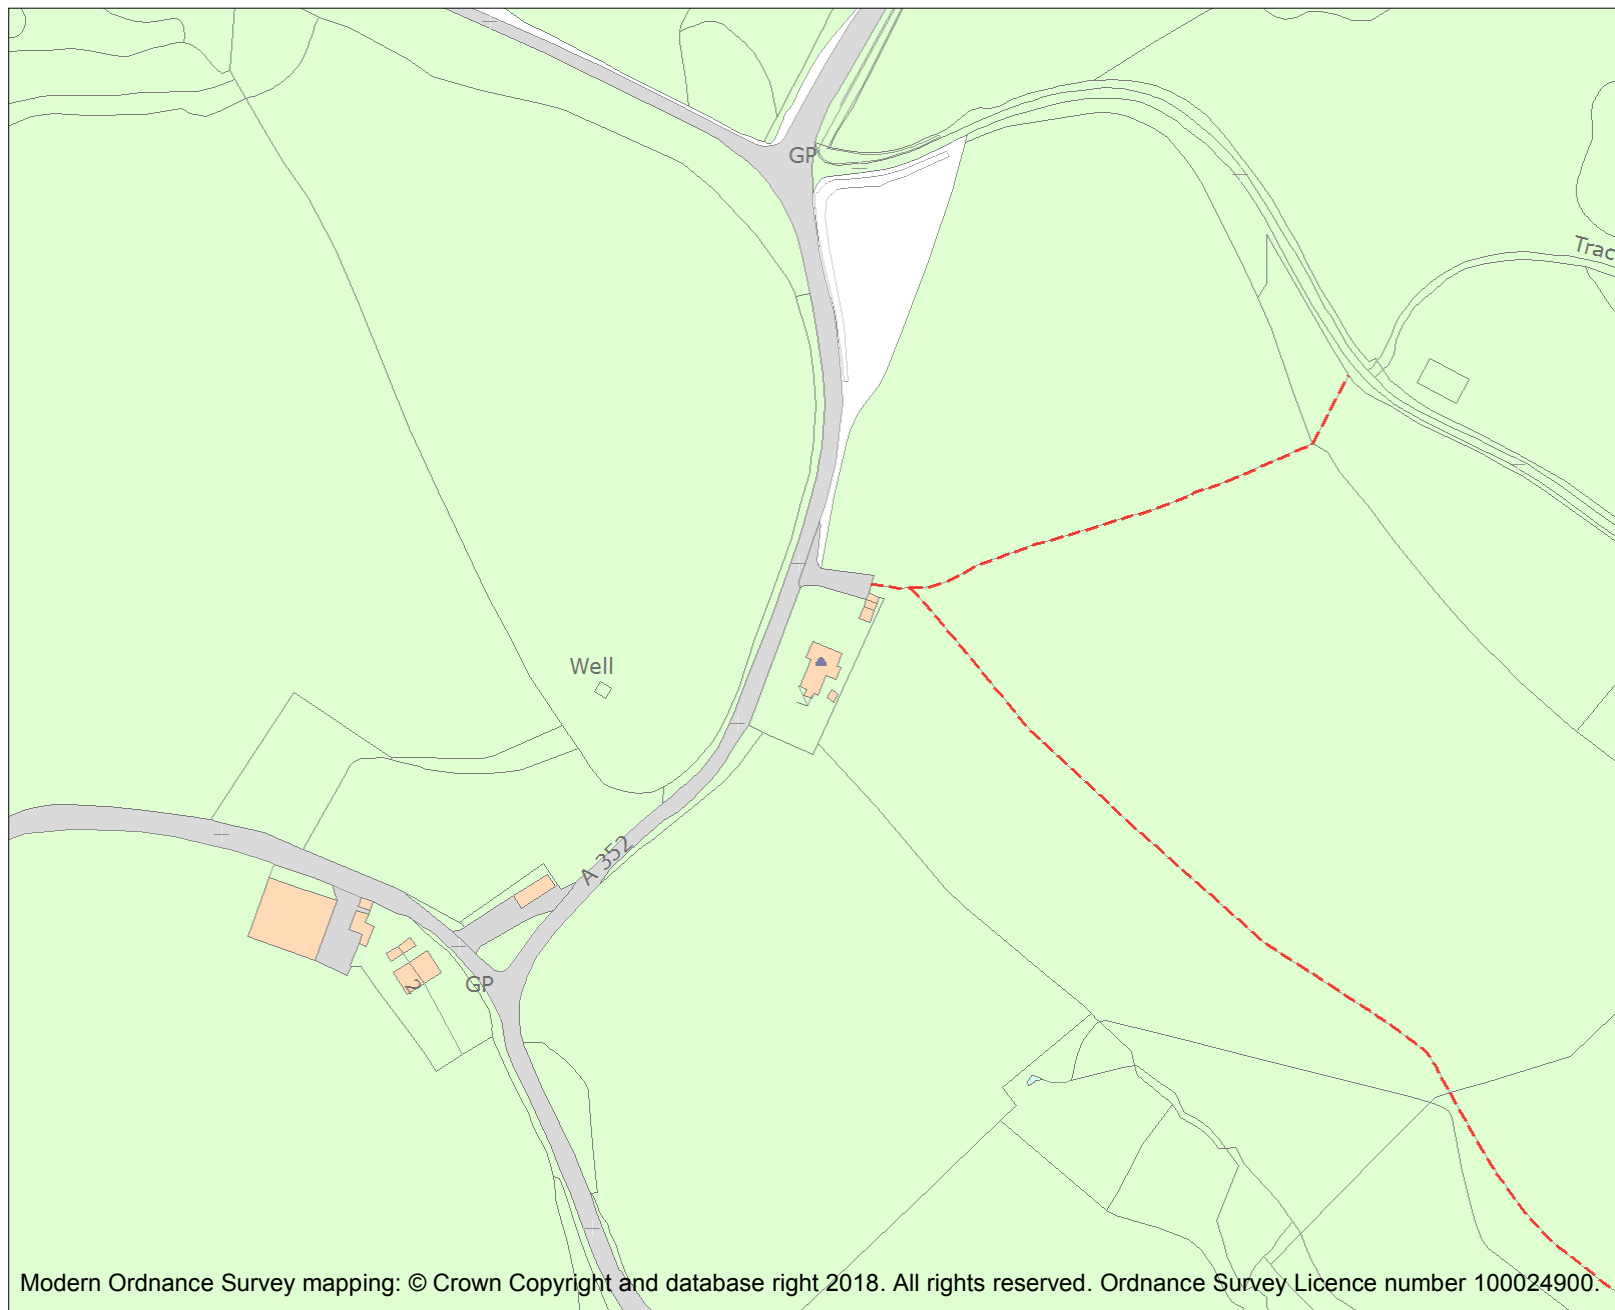 GP
Trac
Well
A 352
GP
2
Modern Ordnance Survey mapping: © Crown Copyright and database right 2018. All rights reserved. Ordnance Survey Licence number 100024900.